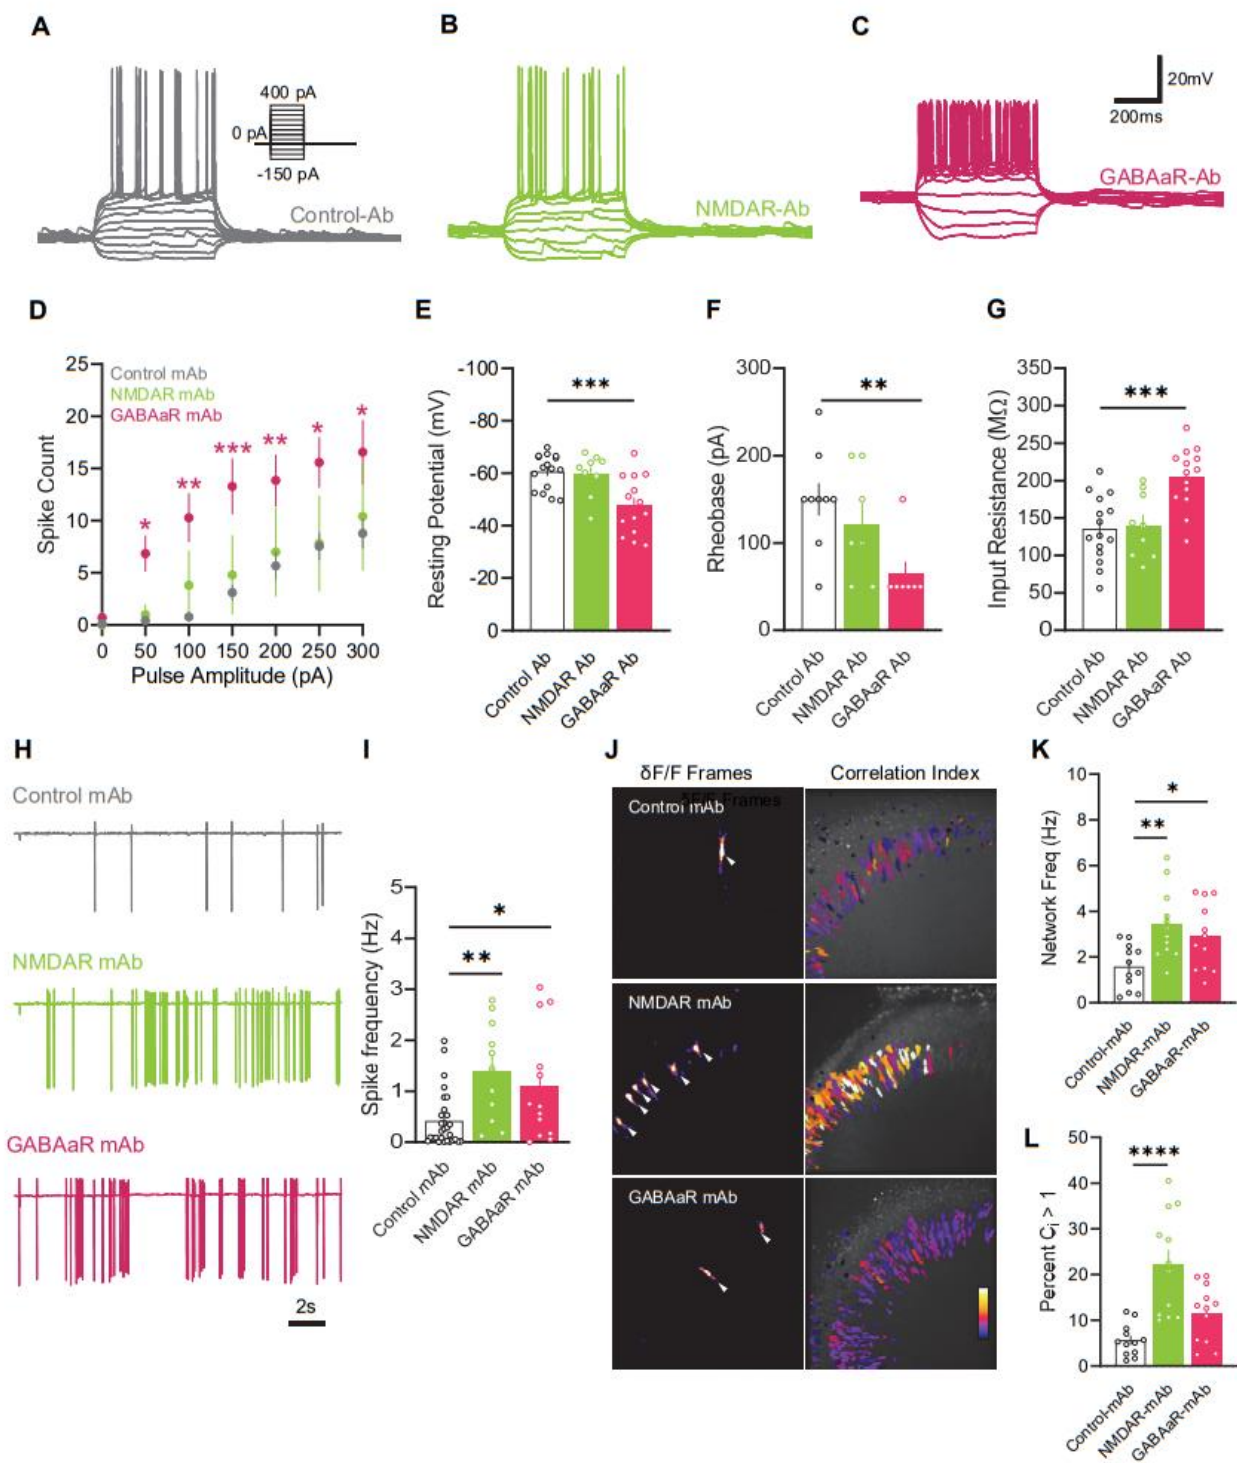 A
B
C
400 pA
0 pA
-150 pA
20mV
200ms
Control-Ab
NMDAR-Ab
GABAaR-Ab
D
E
F
G
25
20
15
10
5
0
Spike Count
Control mAb
NMDAR mAb
GABAaR mAb
*
**
***
**
*
*
0 50 100 150 200 250 300
Pulse Amplitude (pA)
-100
-80
-60
-40
-20
0
Resting Potential (mV)
***
Control Ab
NMDAR Ab
GABAaR Ab
300
200
100
0
Rheobase (pA)
**
Control Ab
NMDAR Ab
GABAaR Ab
350
300
250
200
150
100
50
0
Input Resistance (MΩ)
***
Control Ab
NMDAR Ab
GABAaR Ab
H
I
J
K
Control mAb
NMDAR mAb
GABAaR mAb
2s
5
4
3
2
1
0
Spike frequency (Hz)
*
**
Control mAb
NMDAR mAb
GABAaR mAb
δF/F Frames
Correlation Index
δF/F Frames
Control mAb
NMDAR mAb
GABAaR mAb
10
8
6
4
2
0
Network Freq (Hz)
*
**
Control-mAb
NMDAR-mAb
GABAaR-mAb
L
50
40
30
20
10
0
Percent Ci > 1
****
Control-mAb
NMDAR-mAb
GABAaR-mAb